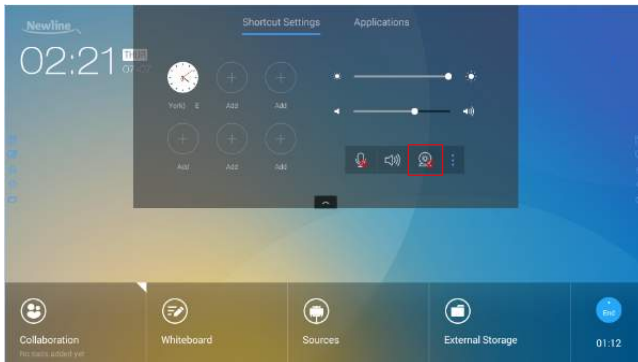 Newline
Shortcut Settings
Applications
02:21
Add
Add
Add
Add
Add
Collaboration
No tasks added yet
Whiteboard
Sources
External Storage
End
01:12